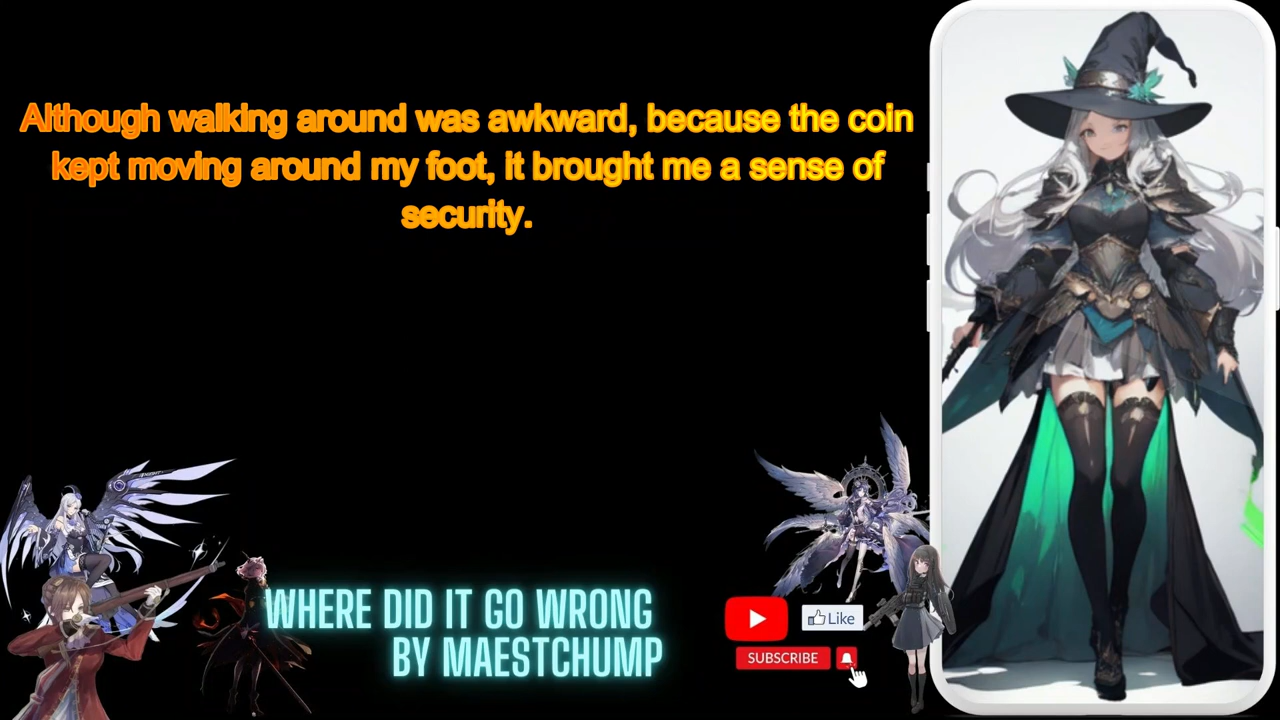 Although walking around was awkward, because the coin
kept moving around my foot, it brought me a sense of
security.
WHERE DID IT GO WRONG
BY MAESTCHUMP
Like
SUBSCRIBE